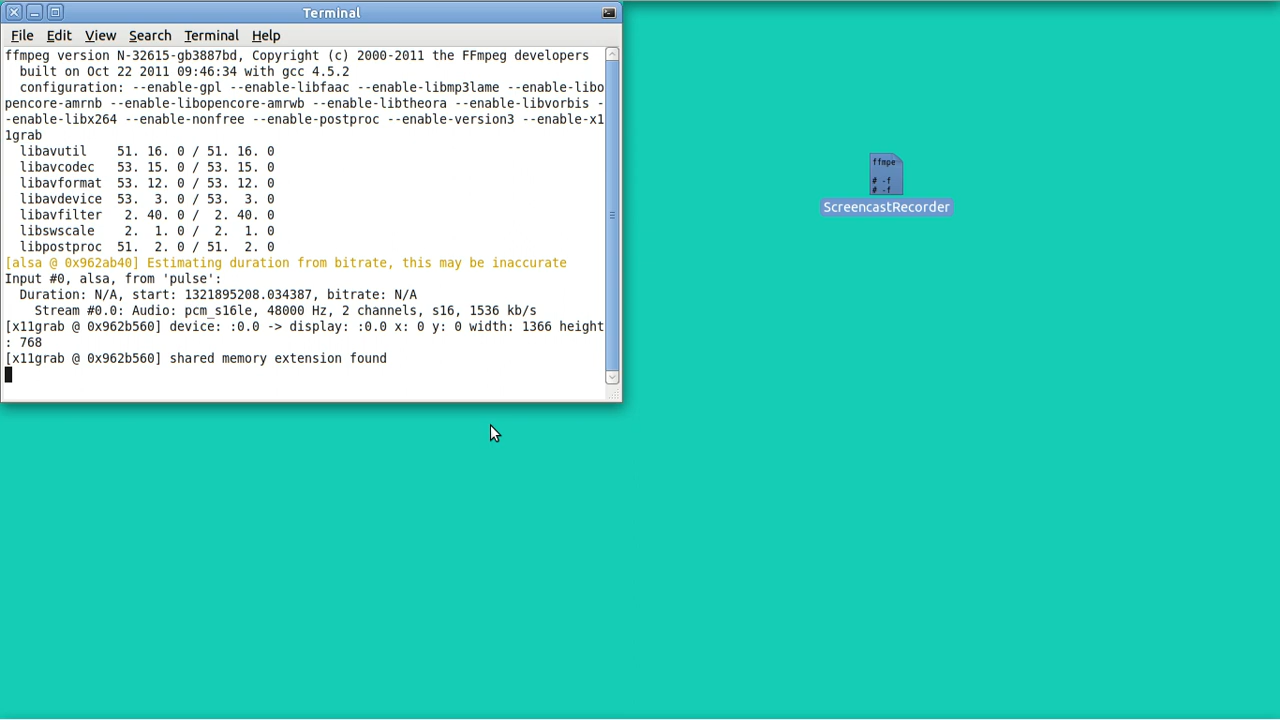 Terminal
File Edit View Search Terminal Help
ffmpeg version N-32615-gb3887bd, Copyright (c) 2000-2011 the FFmpeg developers
  built on Oct 22 2011 09:46:34 with gcc 4.5.2
  configuration: --enable-gpl --enable-libfaac --enable-libmp3lame --enable-libo
pencore-amrnb --enable-libopencore-amrwb --enable-libtheora --enable-libvorbis -
-enable-libx264 --enable-nonfree --enable-postproc --enable-version3 --enable-x1
1grab
  libavutil    51. 16. 0 / 51. 16. 0
  libavcodec   53. 15. 0 / 53. 15. 0
  libavformat  53. 12. 0 / 53. 12. 0
  libavdevice  53.  3. 0 / 53.  3. 0
  libavfilter   2. 40. 0 /  2. 40. 0
  libswscale    2.  1. 0 /  2.  1. 0
  libpostproc  51.  2. 0 / 51.  2. 0
[alsa @ 0x962ab40] Estimating duration from bitrate, this may be inaccurate
Input #0, alsa, from 'pulse':
  Duration: N/A, start: 1321895208.034387, bitrate: N/A
    Stream #0.0: Audio: pcm_s16le, 48000 Hz, 2 channels, s16, 1536 kb/s
[x11grab @ 0x962b560] device: :0.0 -> display: :0.0 x: 0 y: 0 width: 1366 height
: 768
[x11grab @ 0x962b560] shared memory extension found
ffmpe
# -f
# -f
ScreencastRecorder